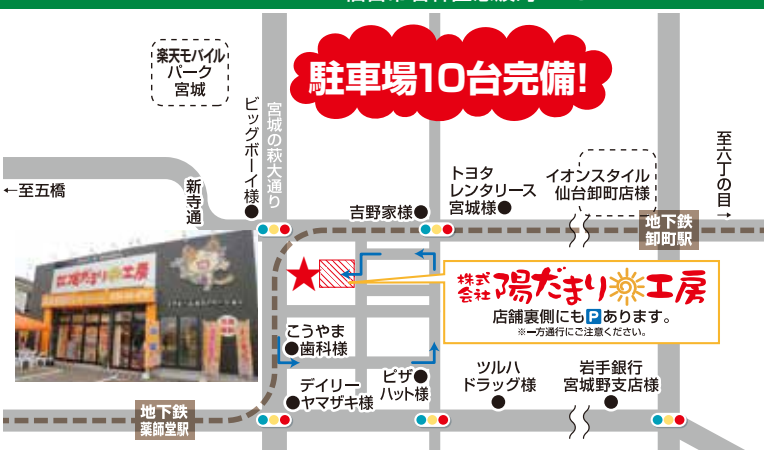 駐車場10台完備!
楽天モバイル
パーク
宮城
ビッグボーイ様
宮城の萩大通り
至六丁の目→
←至五橋
新寺通
吉野家様
トヨタ
レンタリース
宮城様
イオンスタイル
仙台卸町店様
地下鉄
卸町駅
陽だまり工房
株式
会社
陽だまり
工房
店舗裏側にもPあります。
※一方通行にご注意ください。
こうやま
歯科様
デイリー
ヤマザキ様
ピザ
ハット様
ツルハ
ドラッグ様
岩手銀行
宮城野支店様
地下鉄
薬師堂駅